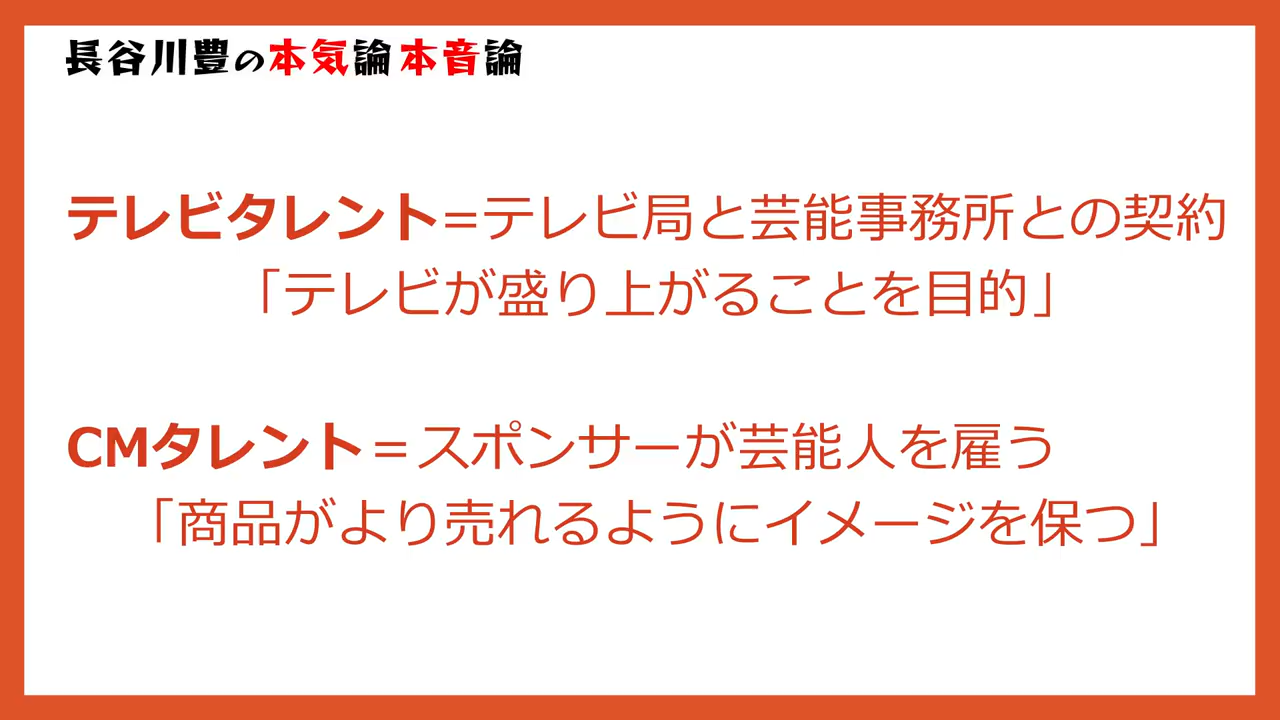 長谷川豊の本気論本音論
テレビタレント=テレビ局と芸能事務所との契約
「テレビが盛り上がることを目的」
CMタレント＝スポンサーが芸能人を雇う
「商品がより売れるようにイメージを保つ」